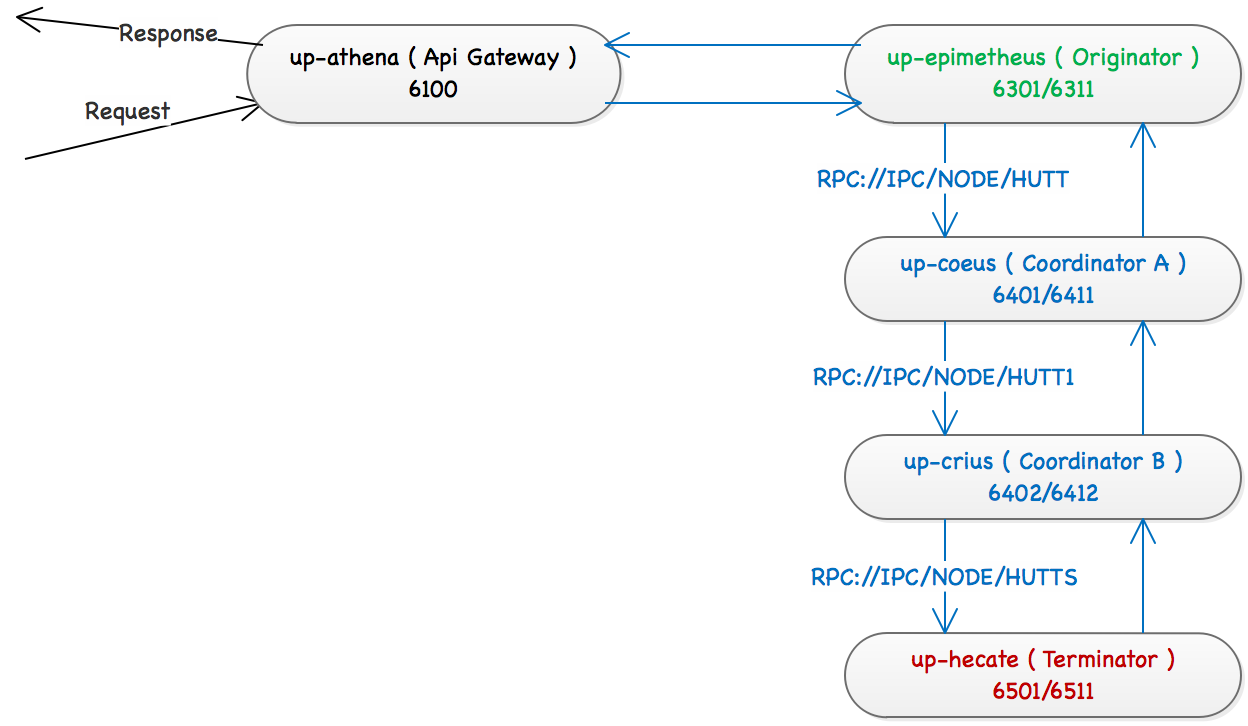 Response
up-athena ( Api Gateway )
6100
Request
up-epimetheus ( Originator )
6301/6311
RPC://IPC/NODE/HUTT
up-coeus ( Coordinator A )
6401/6411
RPC://IPC/NODE/HUTT1
up-crius ( Coordinator B )
6402/6412
RPC://IPC/NODE/HUTTS
up-hecate ( Terminator )
6501/6511